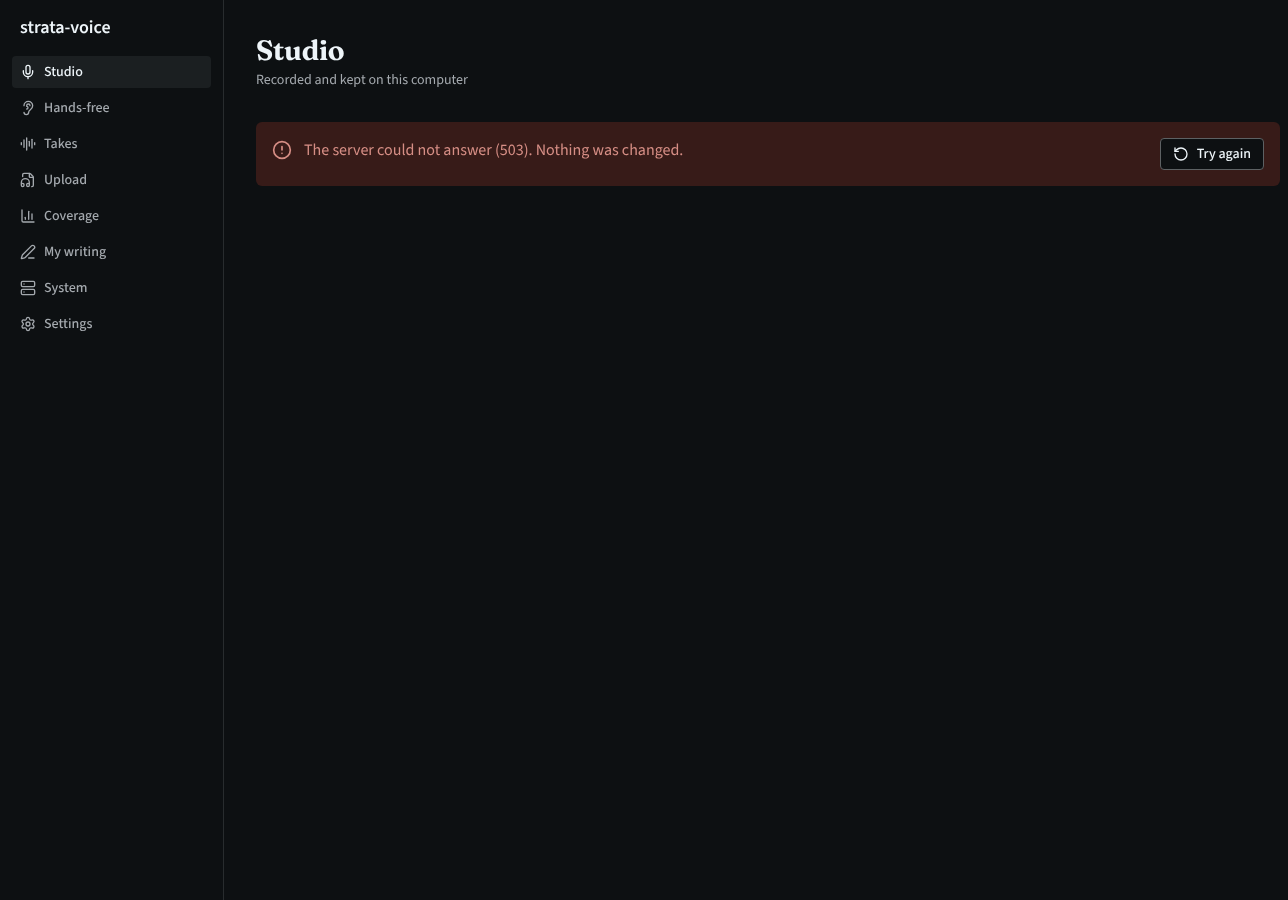 strata-voice
Studio
Hands-free
Takes
Upload
Coverage
My writing
System
Settings
Studio
Recorded and kept on this computer
The server could not answer (503). Nothing was changed.
Try again